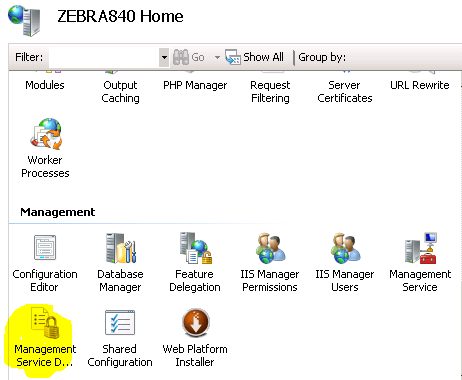 ZEBRA840 Home
Filter: Go Show All Group by:
Modules Output Caching PHP Manager Request Filtering Server Certificates URL Rewrite
Worker Processes
Management
Configuration Editor Database Manager Feature Delegation IIS Manager Permissions IIS Manager Users Management Service
Management Service D... Shared Configuration Web Platform Installer